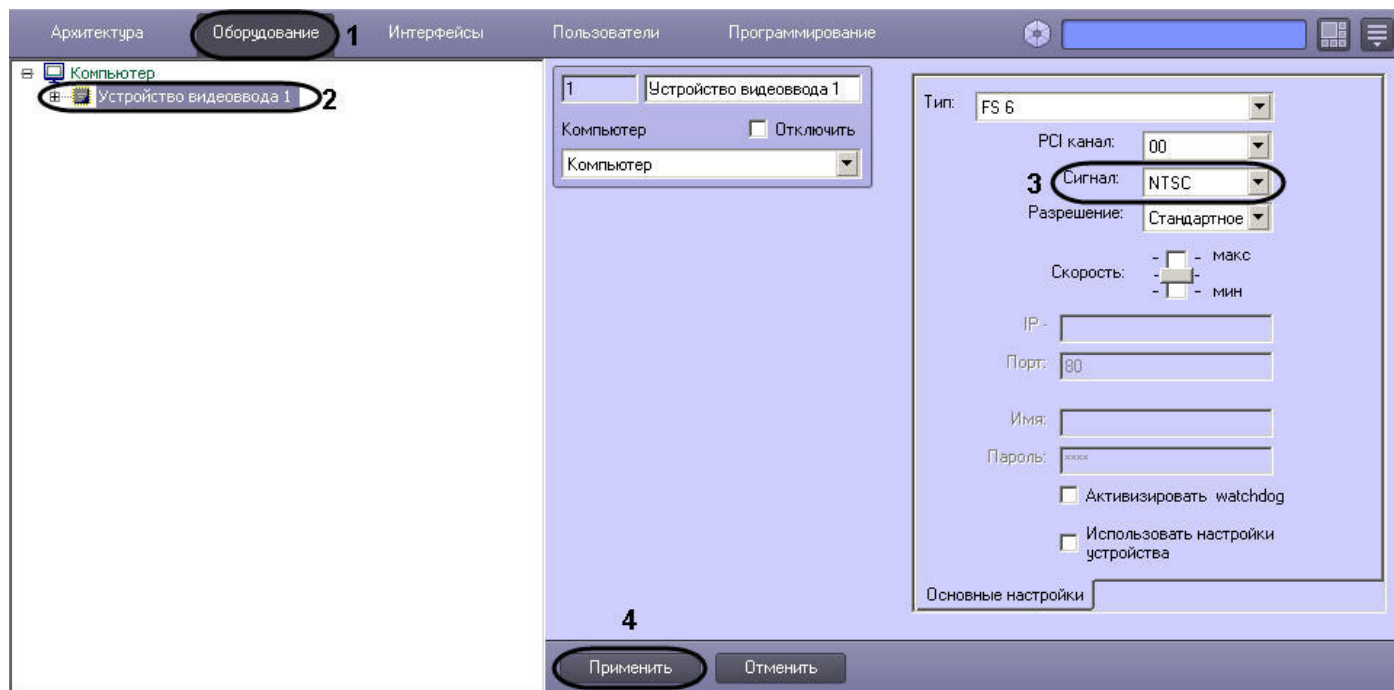 Архитектура Оборудование 1 Интерфейсы Пользователи Программирование
Компьютер
Устройство видеоввода 1 2
1 Устройство видеоввода 1
Компьютер Отключить
Компьютер
Тип: FS 6
PCI канал: 00
3 Сигнал: NTSC
Разрешение: Стандартное
Скорость: - - макс
- -
- - мин
IP -
Порт: 80
Имя:
Пароль: ××××
Активизировать watchdog
Использовать настройки
устройства
Основные настройки
4
Применить Отменить